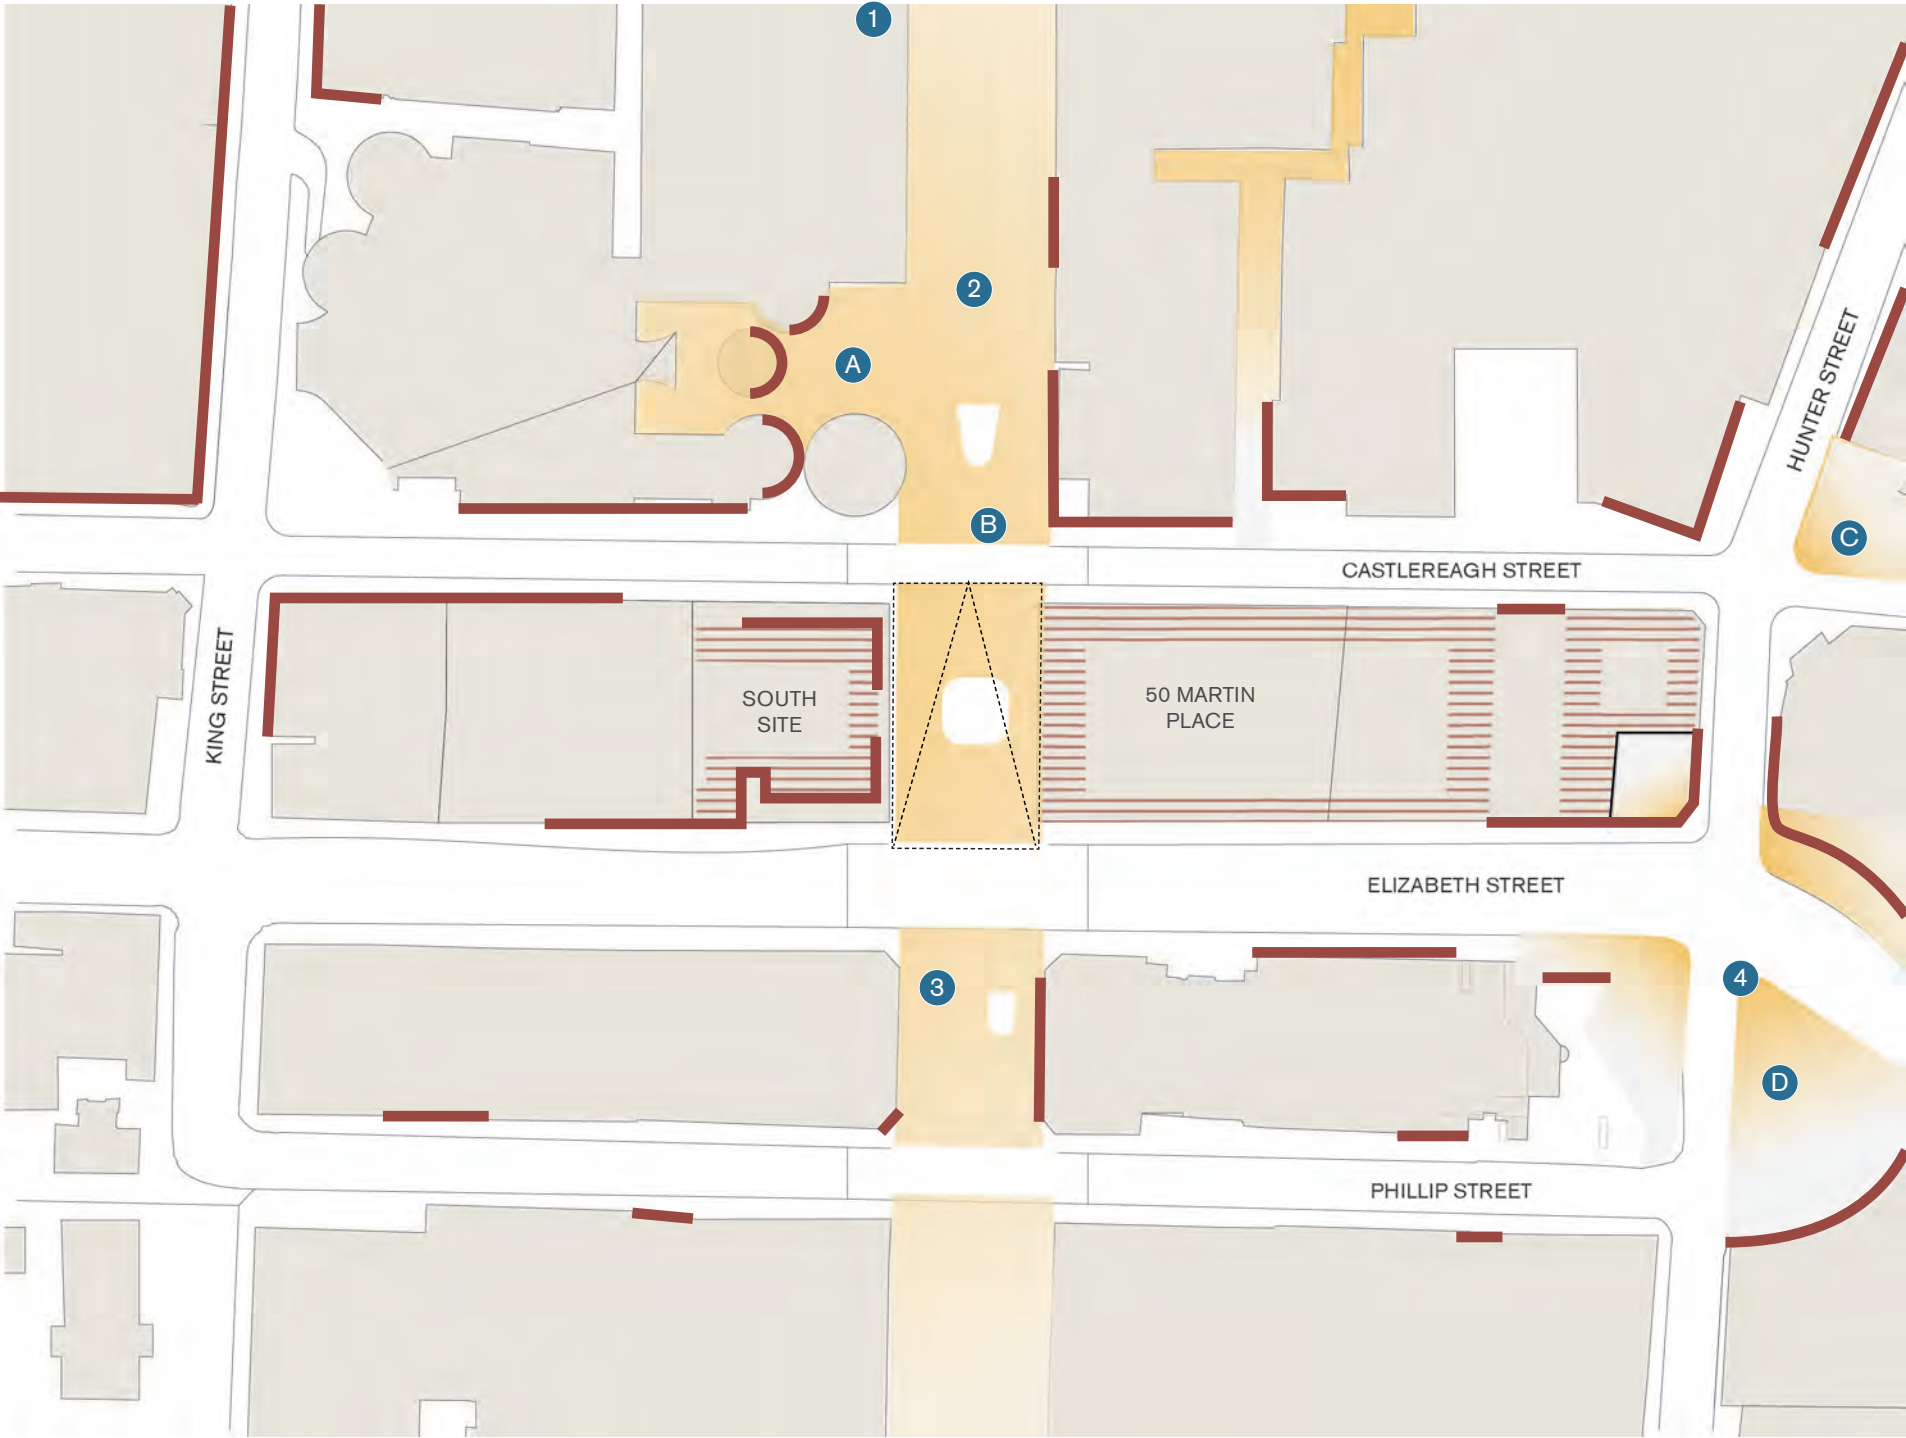 1
2
A
B
HUNTER STREET
C
CASTLEREAGH STREET
KING STREET
SOUTH
SITE
50 MARTIN
PLACE
ELIZABETH STREET
3
4
D
PHILLIP STREET